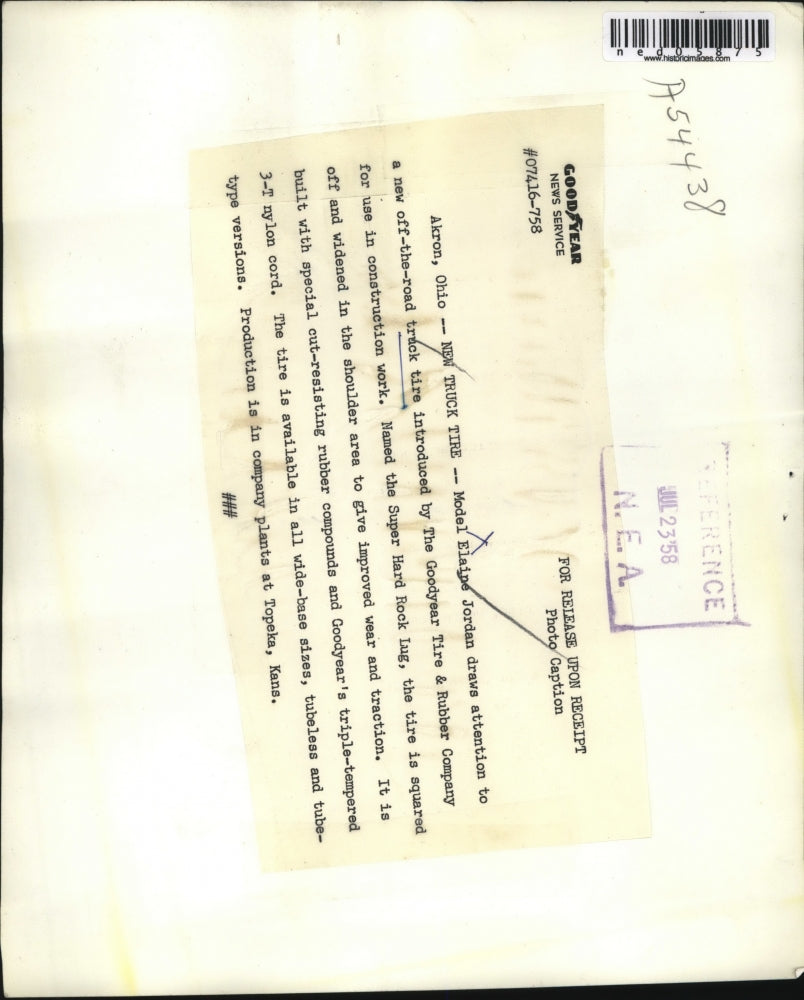 ned05875
www.historicimages.com
A54438
REFERENCE
JUL 23'58
N.E.A.
GOODYEAR
NEWS SERVICE
#07416-758
FOR RELEASE UPON RECEIPT
Photo Caption
Akron, Ohio -- NEW TRUCK TIRE -- Model Elaine Jordan draws attention to
a new off-the-road truck tire introduced by The Goodyear Tire & Rubber Company
for use in construction work. Named the Super Hard Rock Lug, the tire is squared
off and widened in the shoulder area to give improved wear and traction. It is
built with special cut-resisting rubber compounds and Goodyear's triple-tempered
3-T nylon cord. The tire is available in all wide-base sizes, tubeless and tube-
type versions. Production is in company plants at Topeka, Kans.
###